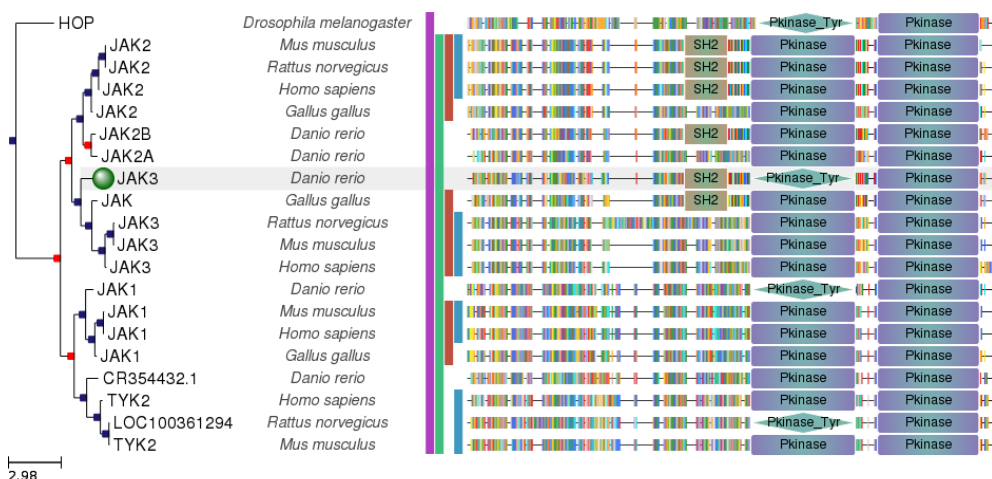 HOP Drosophila melanogaster Pkinase_Tyr Pkinase
JAK2 Mus musculus SH2 Pkinase Pkinase
JAK2 Rattus norvegicus SH2 Pkinase Pkinase
JAK2 Homo sapiens SH2 Pkinase Pkinase
JAK2 Gallus gallus Pkinase Pkinase
JAK2B Danio rerio SH2 Pkinase Pkinase
JAK2A Danio rerio Pkinase Pkinase
JAK3 Danio rerio SH2 Pkinase_Tyr Pkinase
JAK Gallus gallus SH2 Pkinase Pkinase
JAK3 Rattus norvegicus Pkinase Pkinase
JAK3 Mus musculus Pkinase Pkinase
JAK3 Homo sapiens Pkinase Pkinase
JAK1 Danio rerio Pkinase_Tyr Pkinase
JAK1 Mus musculus Pkinase Pkinase
JAK1 Homo sapiens Pkinase Pkinase
JAK1 Gallus gallus Pkinase Pkinase
CR354432.1 Danio rerio Pkinase Pkinase
TYK2 Homo sapiens Pkinase Pkinase
LOC100361294 Rattus norvegicus Pkinase_Tyr Pkinase
TYK2 Mus musculus Pkinase Pkinase
2.98